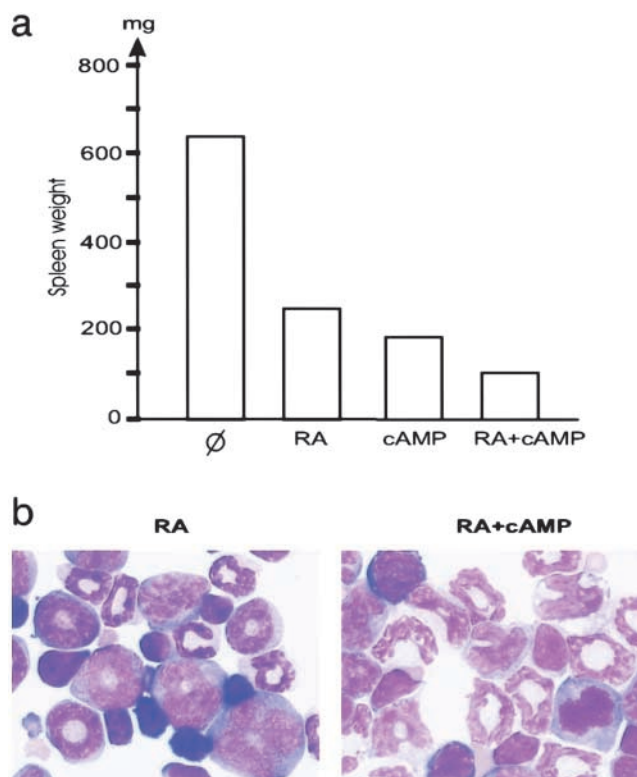 a
mg
800
600
400
200
0
Spleen weight
Ø RA cAMP RA+cAMP
b
RA RA+cAMP